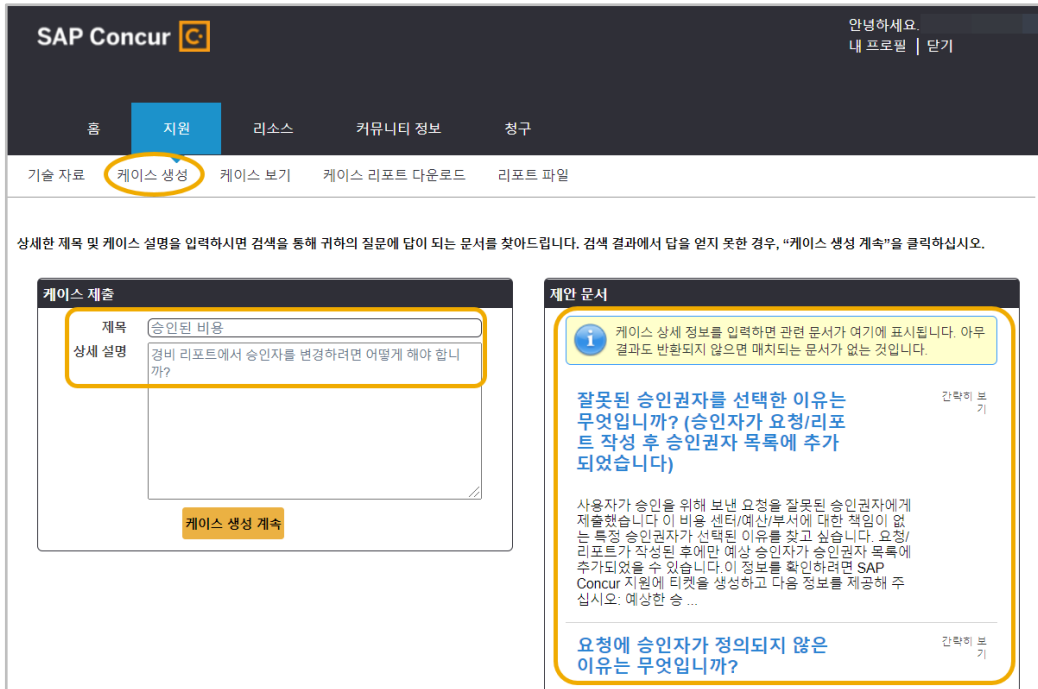 SAP Concur
안녕하세요.
내 프로필 | 닫기
홈 지원 리소스 커뮤니티 정보 청구
기술 자료 케이스 생성 케이스 보기 케이스 리포트 다운로드 리포트 파일
상세한 제목 및 케이스 설명을 입력하시면 검색을 통해 귀하의 질문에 답이 되는 문서를 찾아드립니다. 검색 결과에서 답을 얻지 못한 경우, “케이스 생성 계속”을 클릭하십시오.
케이스 제출
제목 승인된 비용
상세 설명 경비 리포트에서 승인자를 변경하려면 어떻게 해야 합니
까?
케이스 생성 계속
제안 문서
케이스 상세 정보를 입력하면 관련 문서가 여기에 표시됩니다. 아무
결과도 반환되지 않으면 매치되는 문서가 없는 것입니다.
잘못된 승인권자를 선택한 이유는
무엇입니까? (승인자가 요청/리포
트 작성 후 승인권자 목록에 추가
되었습니다)
간략히 보
기
사용자가 승인을 위해 보낸 요청을 잘못된 승인권자에게
제출했습니다 이 비용 센터/예산/부서에 대한 책임이 없
는 특정 승인권자가 선택된 이유를 찾고 싶습니다. 요청/
리포트가 작성된 후에만 예상 승인자가 승인권자 목록에
추가되었을 수 있습니다.이 정보를 확인하려면 SAP
Concur 지원에 티켓을 생성하고 다음 정보를 제공해 주
십시오: 예상한 승 ...
요청에 승인자가 정의되지 않은
이유는 무엇입니까?
간략히 보
기